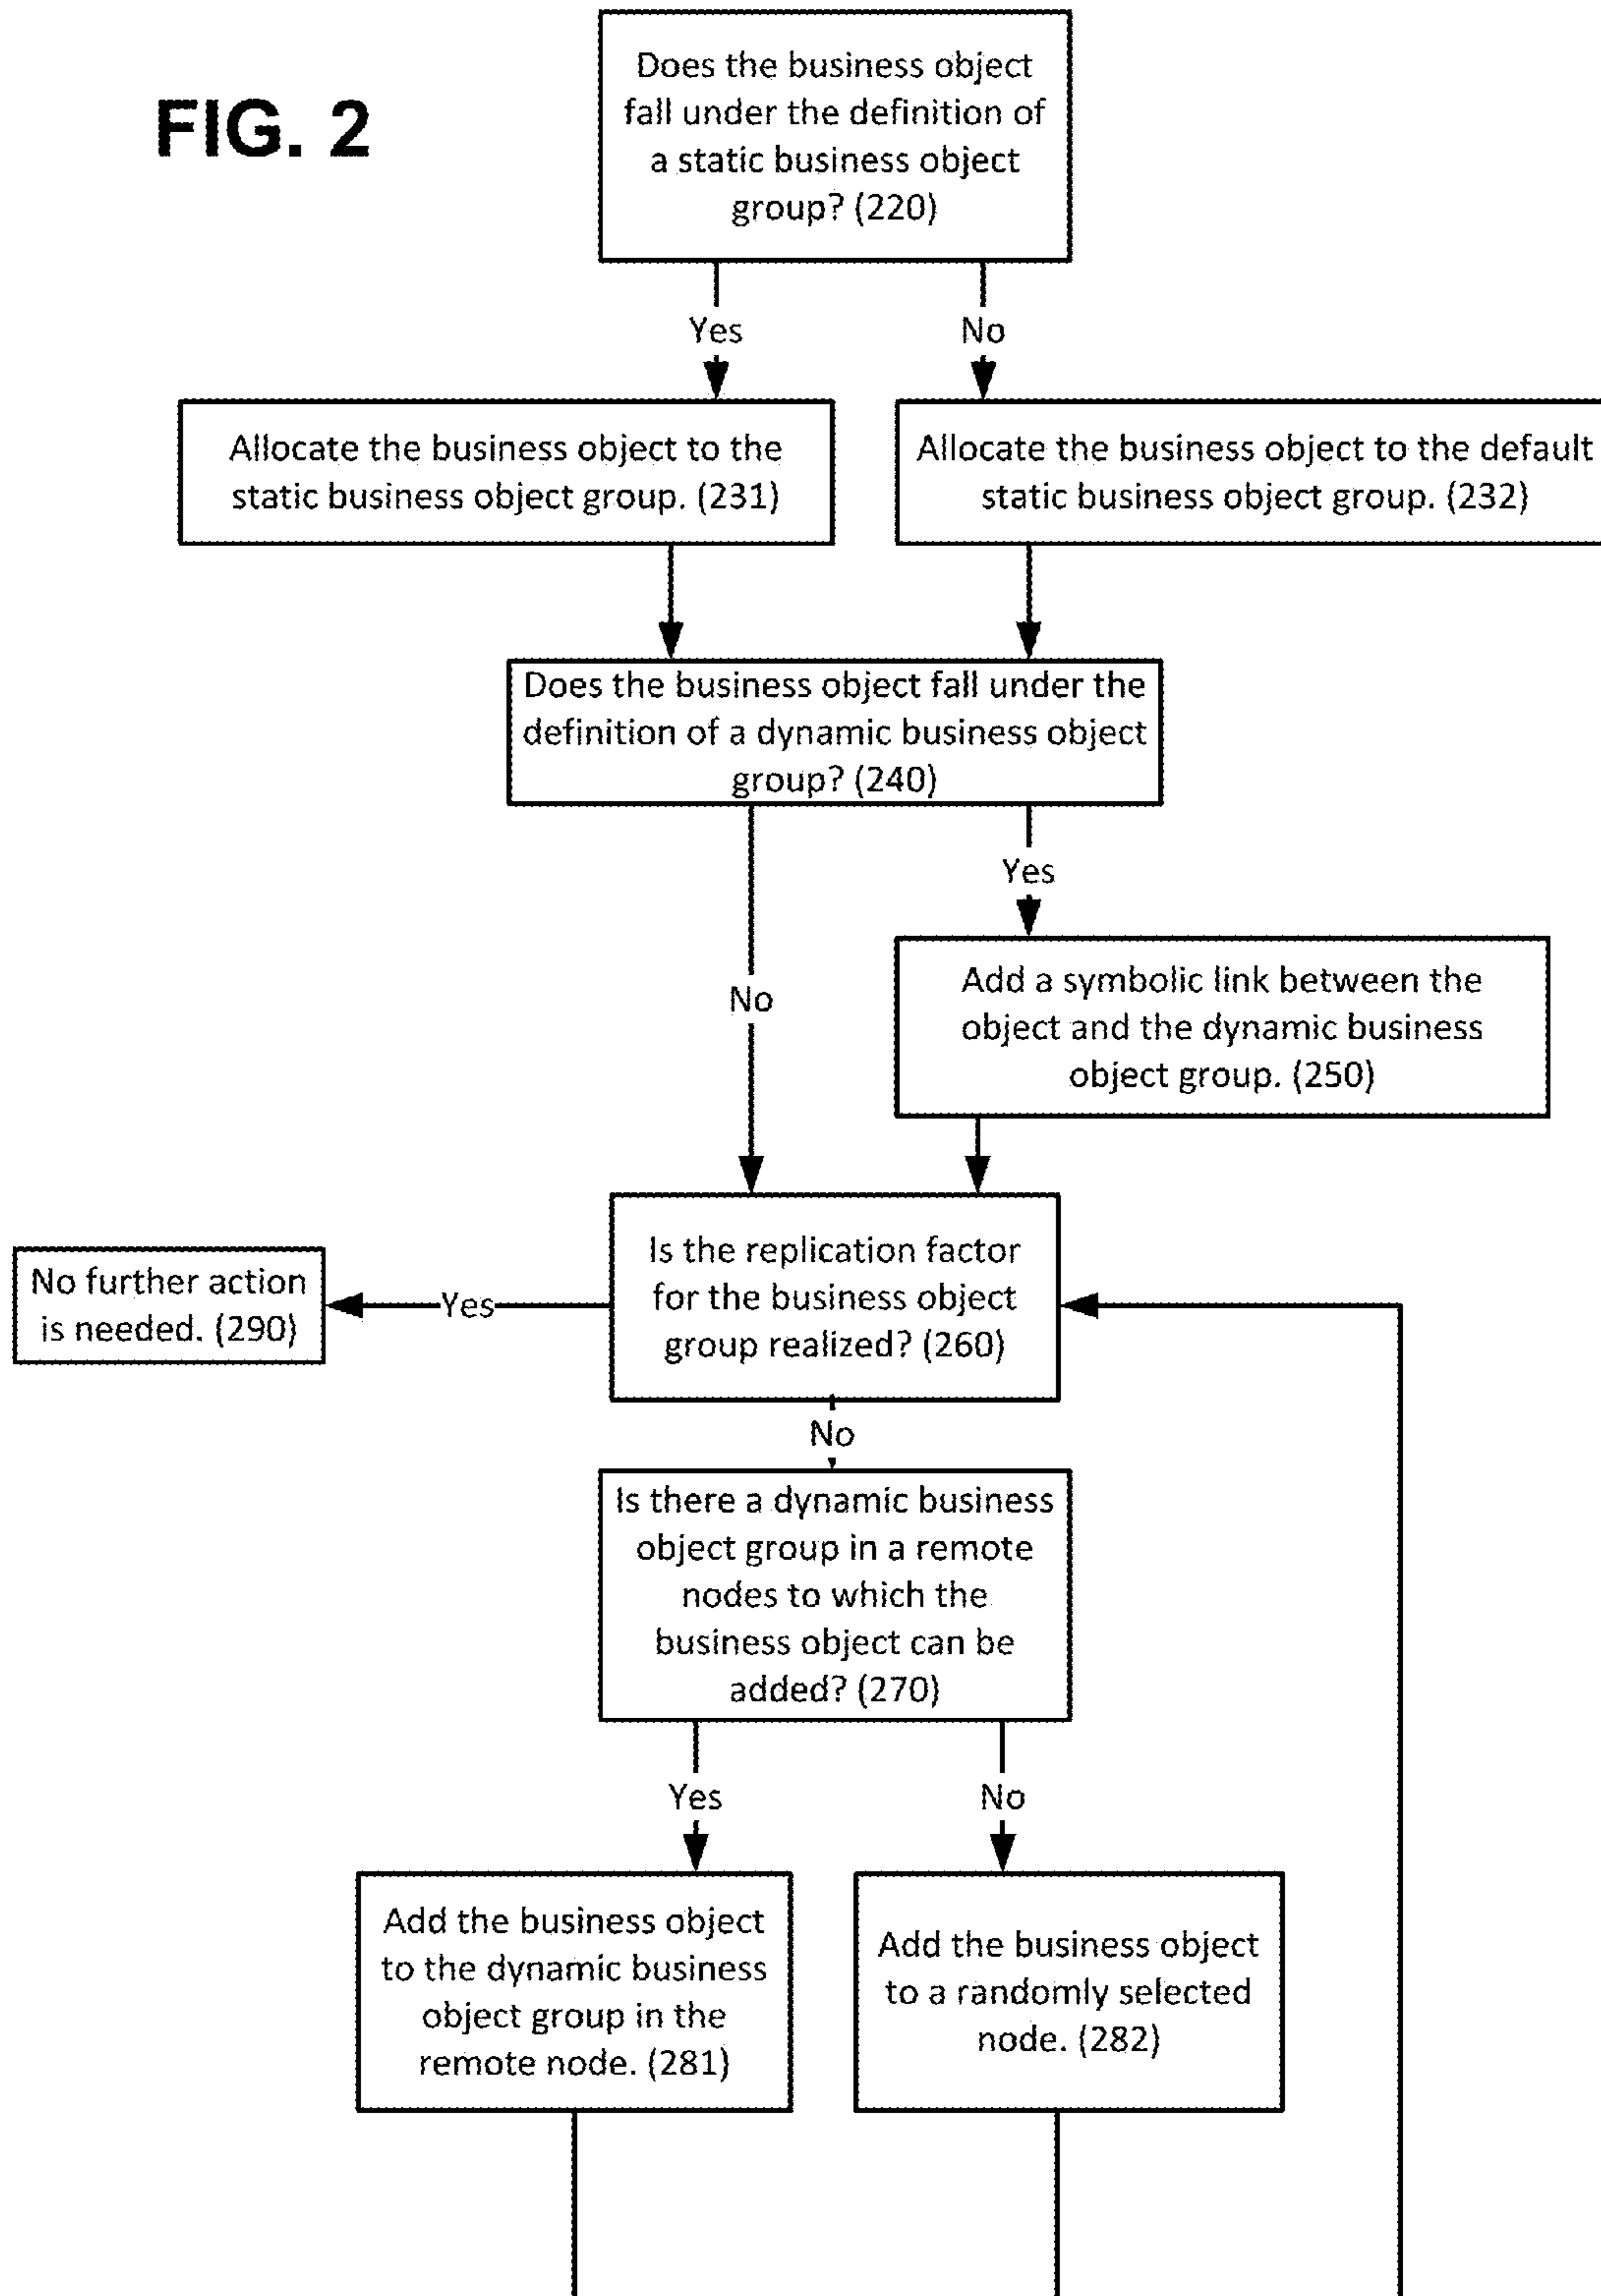 FIG. 2
Does the business object
fall under the definition of
a static business object
group? (220)
Yes
No
Allocate the business object to the
static business object group. (231)
Allocate the business object to the default
static business object group. (232)
Does the business object fall under the
definition of a dynamic business object
group? (240)
Yes
No
Add a symbolic link between the
object and the dynamic business
object group. (250)
Is the replication factor
for the business object
group realized? (260)
Yes
No further action
is needed. (290)
No
Is there a dynamic business
object group in a remote
nodes to which the
business object can be
added? (270)
Yes
No
Add the business object
to the dynamic business
object group in the
remote node. (281)
Add the business object
to a randomly selected
node. (282)